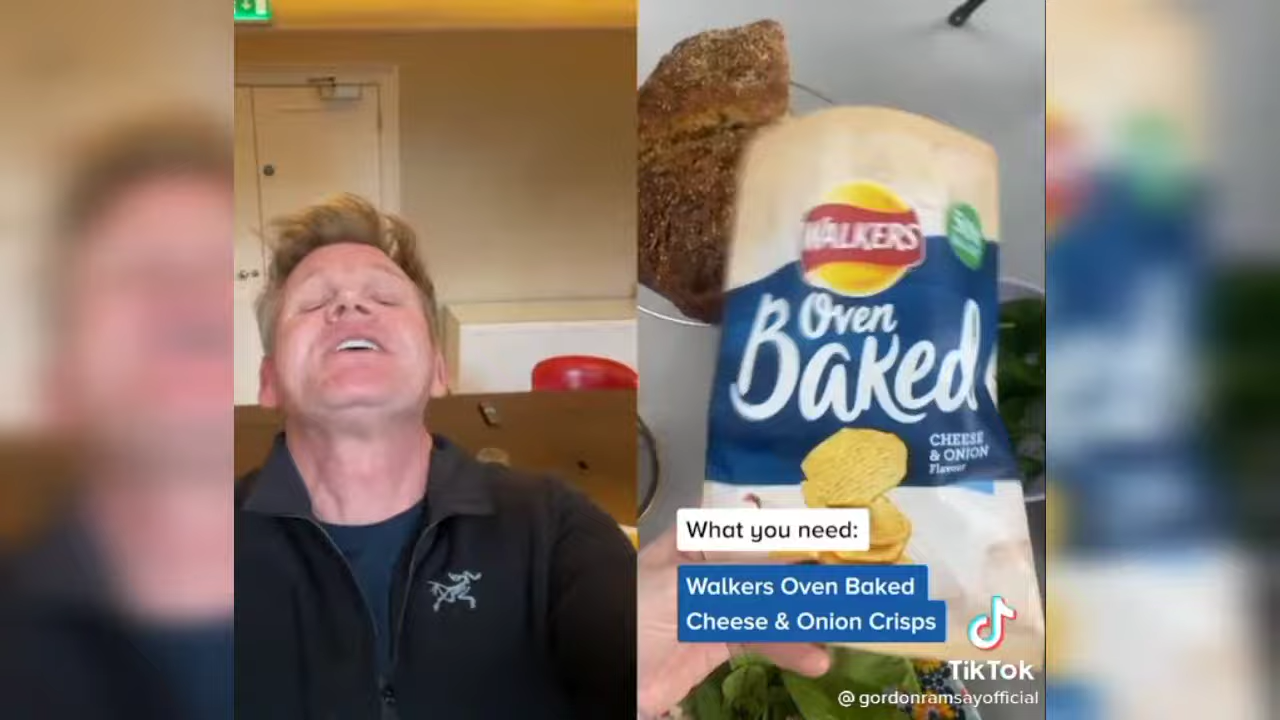 WALKERS
Oven
Baked
CHEESE
& ONION
Flavour
What you need:
Walkers Oven Baked
Cheese & Onion Crisps
TikTok
@gordonramsayofficial